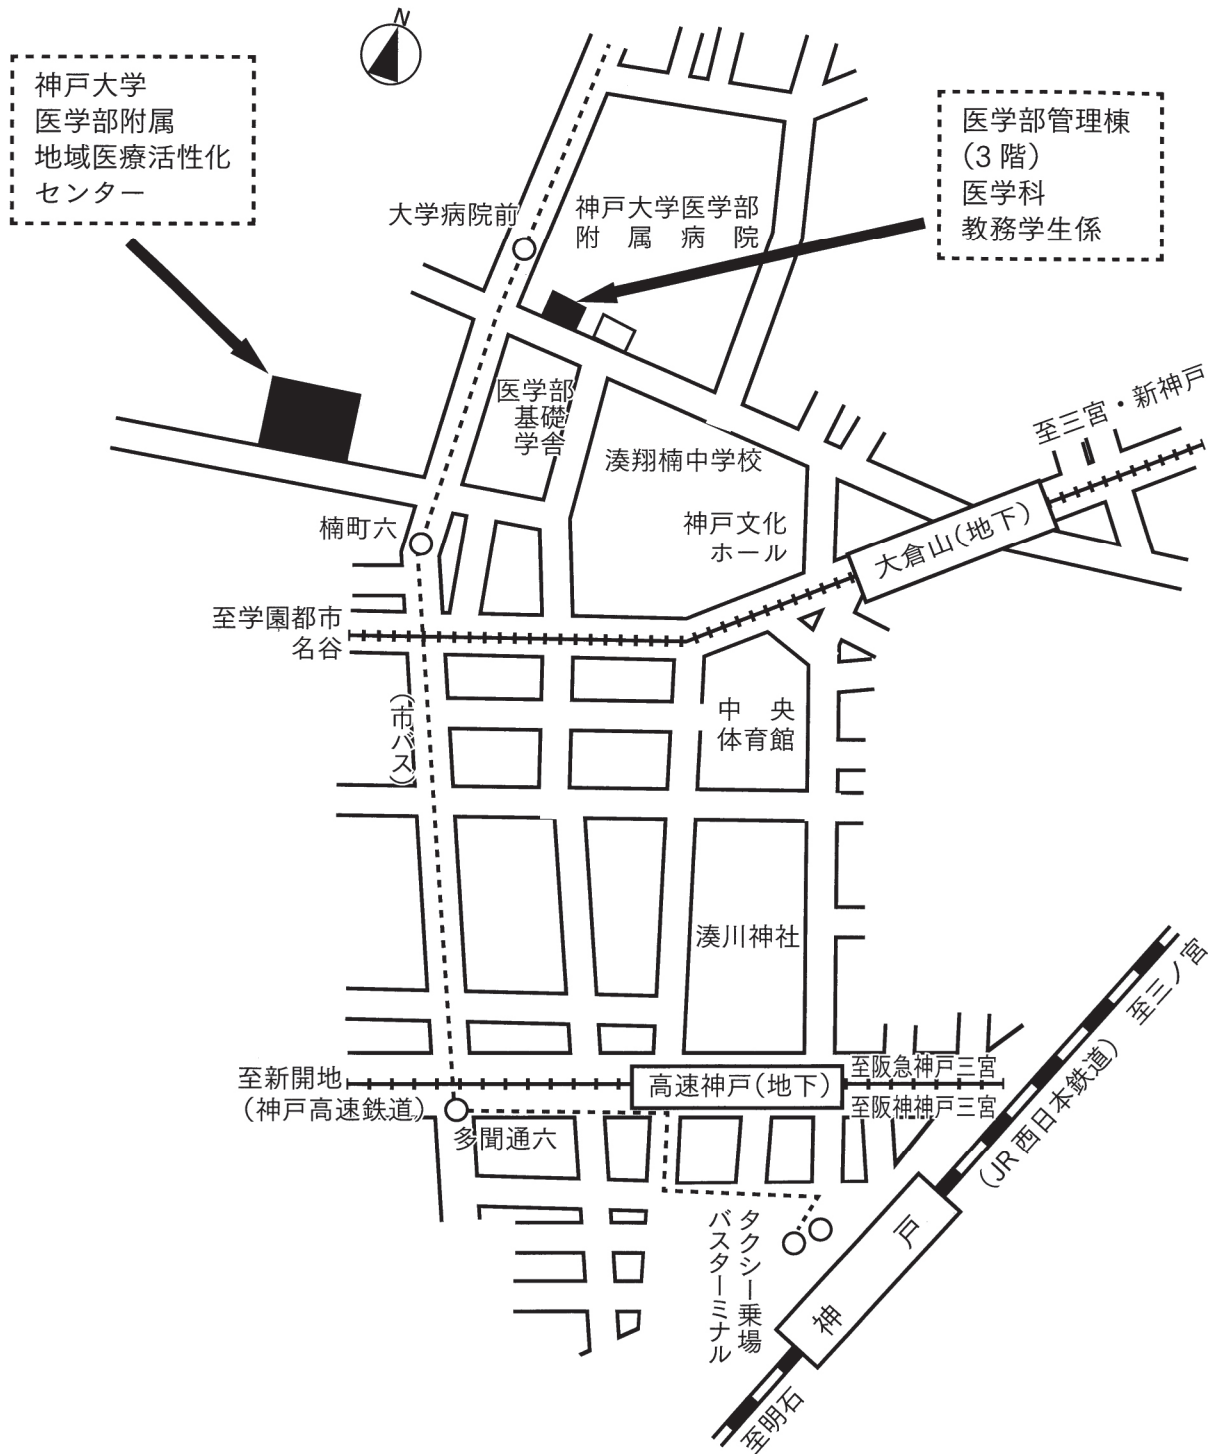 N
神戸大学
医学部附属
地域医療活性化
センター
医学部管理棟
(3階)
医学科
教務学生係
大学病院前
神戸大学医学部
附属病院
医学部
基礎
学舎
湊翔楠中学校
至三宮・新神戸
楠町六
神戸文化
ホール
大倉山(地下)
至学園都市
名谷
(市バス)
中央
体育館
湊川神社
至三ノ宮
(JR西日本鉄道)
至新開地
(神戸高速鉄道)
高速神戸(地下)
至阪急神戸三宮
至阪神神戸三宮
多聞通六
タクシー乗場
バスターミナル
神戸
至明石